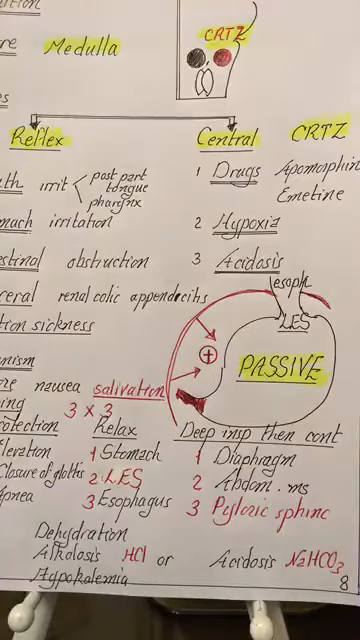 CRTZ
Medulla
Reflex
Central CRTZ
irrit post part
tongue
pharynx
1 Drugs Apomorphin
Emetine
irritation
2 Hypoxia
obstruction
3 Acidosis
renal colic appendecihs
esoph
sickness
LES
+
PASSIVE
nausea salivation
3 x 3
Relax
Deep insp then cont
1 Stomach
1 Diaphragm
Closure of glottis
2 LES
2 Abdom. ms
3 Esophagus
3 Pyloric sphinc
Dehydration
Alkolosis HCl or Acidosis NaHCO3
Hypokalemia
8